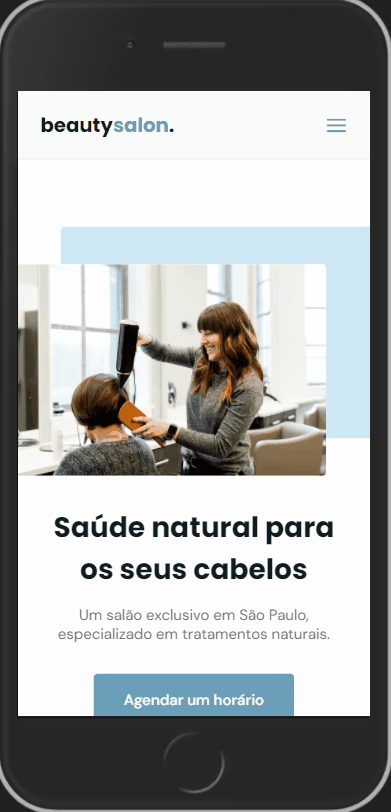 beautysalon.
Saúde natural para
os seus cabelos
Um salão exclusivo em São Paulo,
especializado em tratamentos naturais.
Agendar um horário